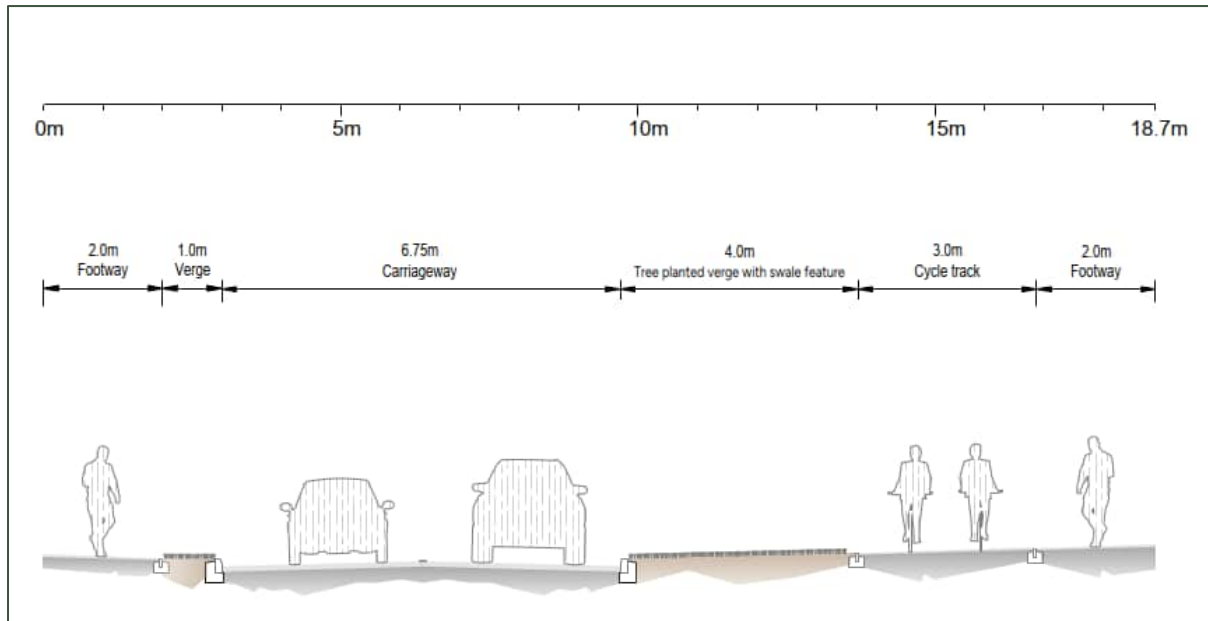 0m 5m 10m 15m 18.7m
2.0m 1.0m 6.75m 4.0m 3.0m 2.0m
Footway Verge Carriageway Tree planted verge with swale feature Cycle track Footway